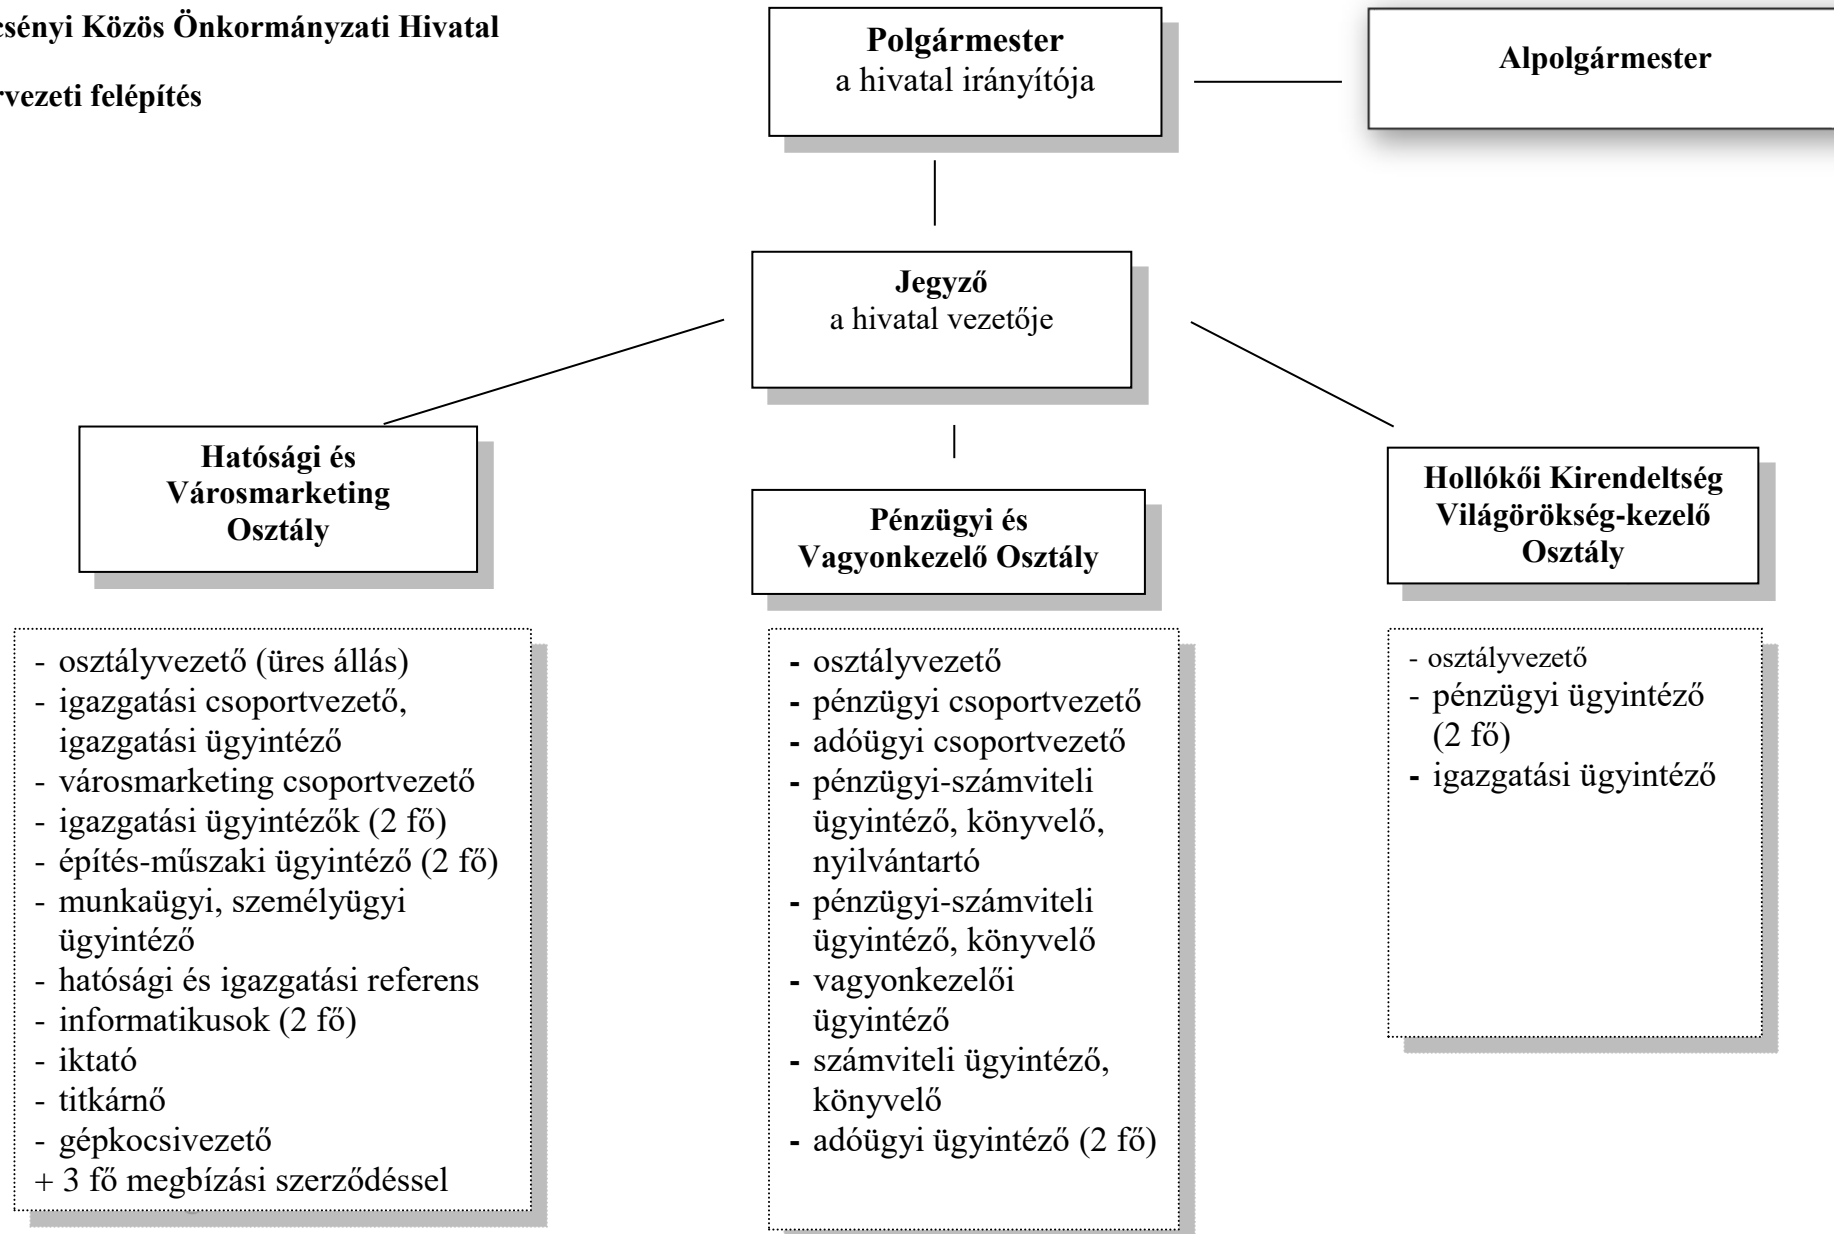 csényi Közös Önkormányzati Hivatal
rvezeti felépítés
Polgármester
a hivatal irányítója
Alpolgármester
Jegyző
a hivatal vezetője
Hatósági és
Városmarketing
Osztály
Pénzügyi és
Vagyonkezelő Osztály
Hollókői Kirendeltség
Világörökség-kezelő
Osztály
- osztályvezető (üres állás)
- igazgatási csoportvezető,
igazgatási ügyintéző
- városmarketing csoportvezető
- igazgatási ügyintézők (2 fő)
- építés-műszaki ügyintéző (2 fő)
- munkaügyi, személyügyi
ügyintéző
- hatósági és igazgatási referens
- informatikusok (2 fő)
- iktató
- titkárnő
- gépkocsivezető
+ 3 fő megbízási szerződéssel
- osztályvezető
- pénzügyi csoportvezető
- adóügyi csoportvezető
- pénzügyi-számviteli
ügyintéző, könyvelő,
nyilvántartó
- pénzügyi-számviteli
ügyintéző, könyvelő
- vagyonkezelői
ügyintéző
- számviteli ügyintéző,
könyvelő
- adóügyi ügyintéző (2 fő)
- osztályvezető
- pénzügyi ügyintéző
(2 fő)
- igazgatási ügyintéző